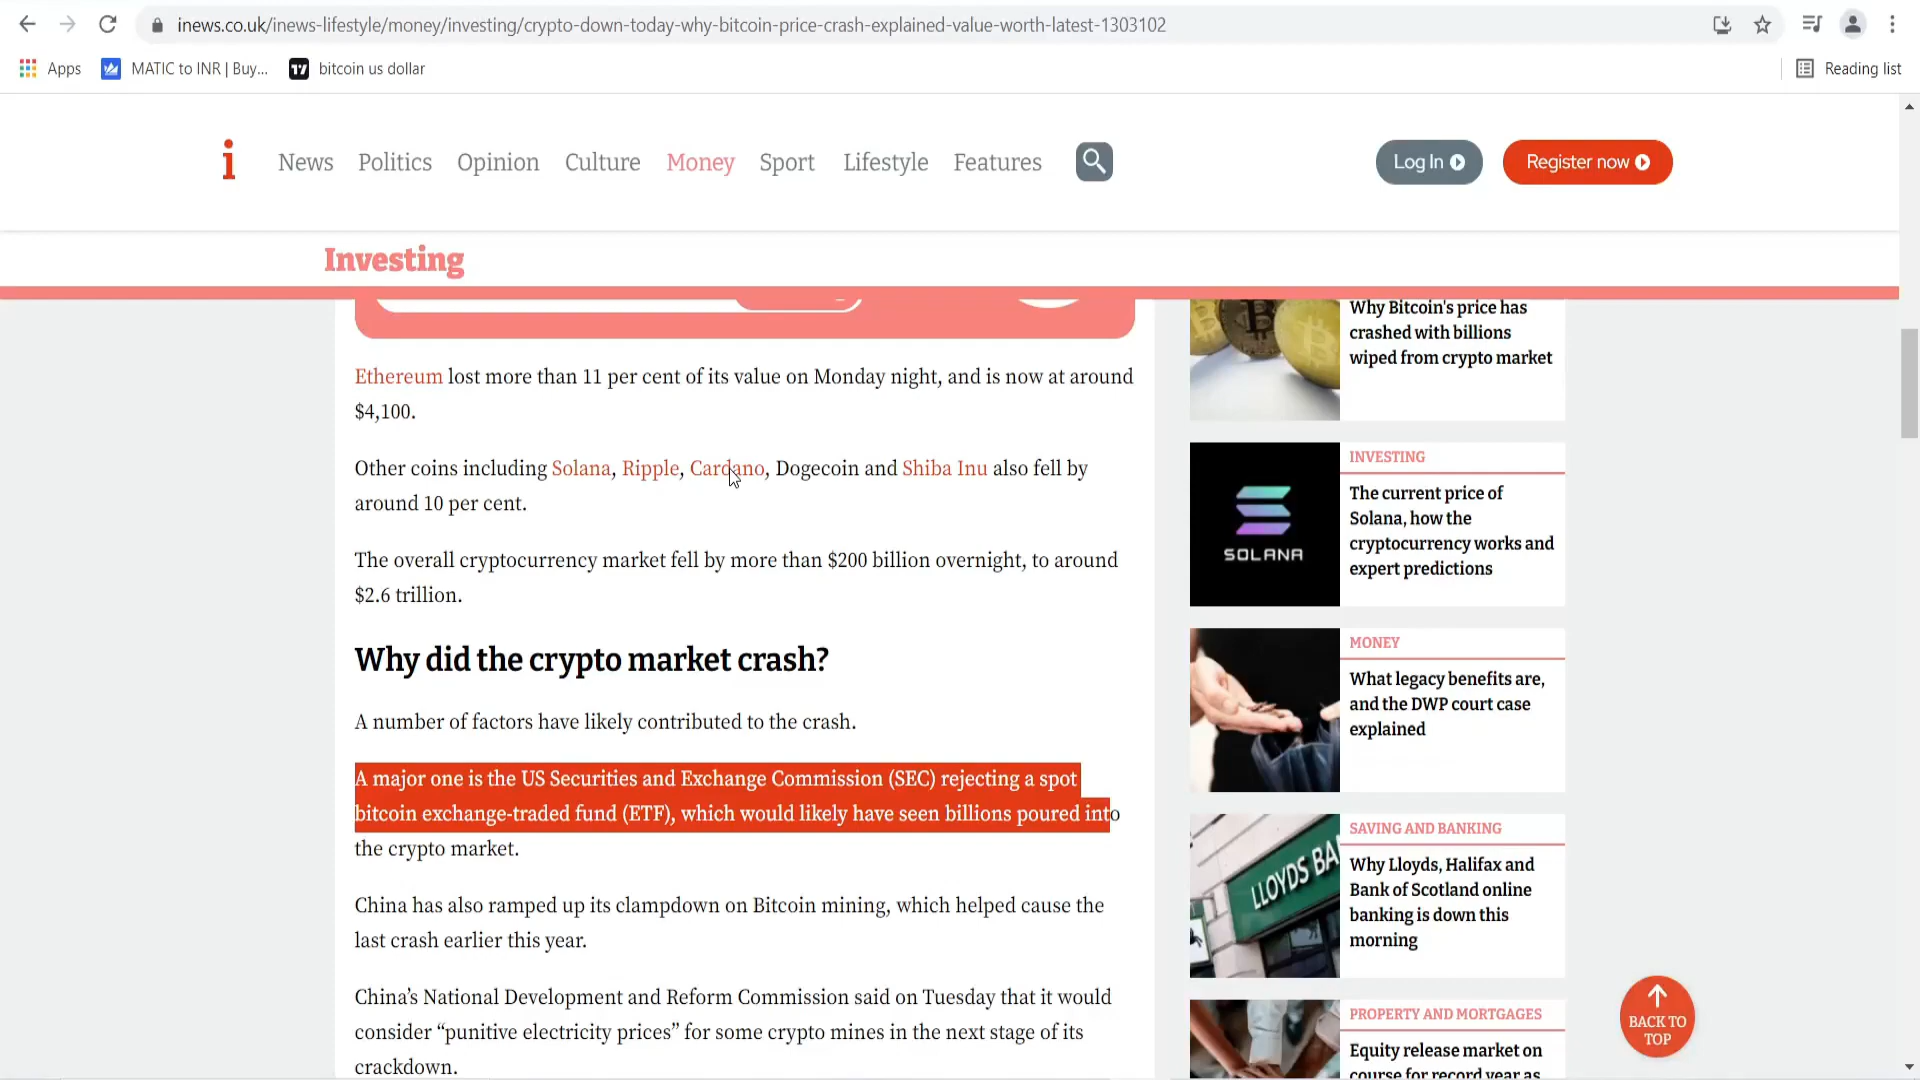 inews.co.uk/inews-lifestyle/money/investing/crypto-down-today-why-bitcoin-price-crash-explained-value-worth-latest-1303102
Apps
MATIC to INR | Buy...
bitcoin us dollar
Reading list
i
News
Politics
Opinion
Culture
Money
Sport
Lifestyle
Features
Log In
Register now
Investing
Ethereum lost more than 11 per cent of its value on Monday night, and is now at around
$4,100.
Other coins including Solana, Ripple, Cardano, Dogecoin and Shiba Inu also fell by
around 10 per cent.
The overall cryptocurrency market fell by more than $200 billion overnight, to around
$2.6 trillion.
Why did the crypto market crash?
A number of factors have likely contributed to the crash.
A major one is the US Securities and Exchange Commission (SEC) rejecting a spot
bitcoin exchange-traded fund (ETF), which would likely have seen billions poured into
the crypto market.
China has also ramped up its clampdown on Bitcoin mining, which helped cause the
last crash earlier this year.
China’s National Development and Reform Commission said on Tuesday that it would
consider “punitive electricity prices” for some crypto mines in the next stage of its
crackdown.
Why Bitcoin's price has
crashed with billions
wiped from crypto market
SOLANA
INVESTING
The current price of
Solana, how the
cryptocurrency works and
expert predictions
MONEY
What legacy benefits are,
and the DWP court case
explained
LLOYDS BA
SAVING AND BANKING
Why Lloyds, Halifax and
Bank of Scotland online
banking is down this
morning
PROPERTY AND MORTGAGES
Equity release market on
course for record year as
BACK TO
TOP